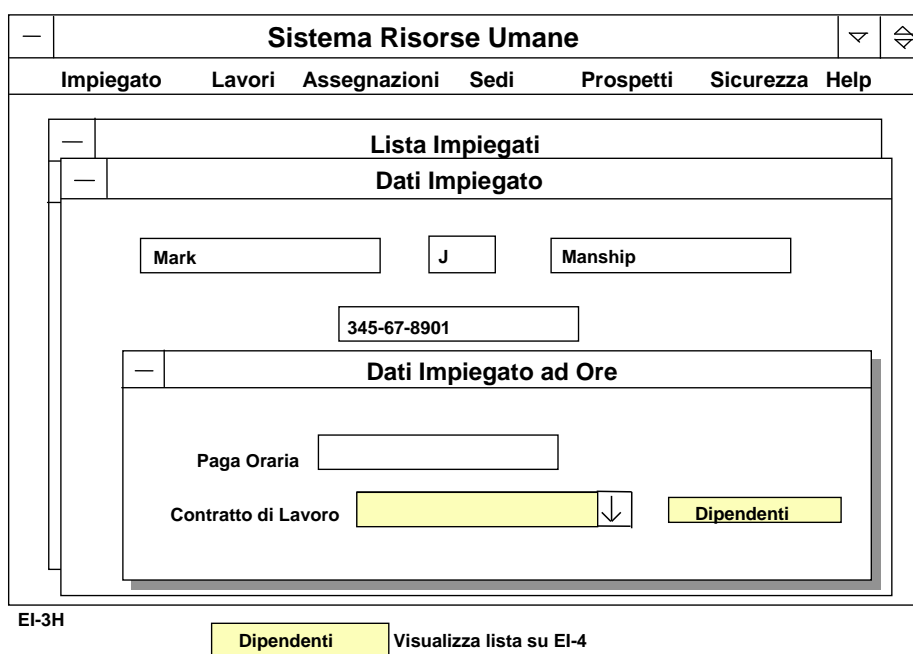 Sistema Risorse Umane
Impiegato Lavori Assegnazioni Sedi Prospetti Sicurezza Help
Lista Impiegati
Dati Impiegato
Mark J Manship
345-67-8901
Dati Impiegato ad Ore
Paga Oraria
Contratto di Lavoro Dipendenti
EI-3H
Dipendenti Visualizza lista su EI-4